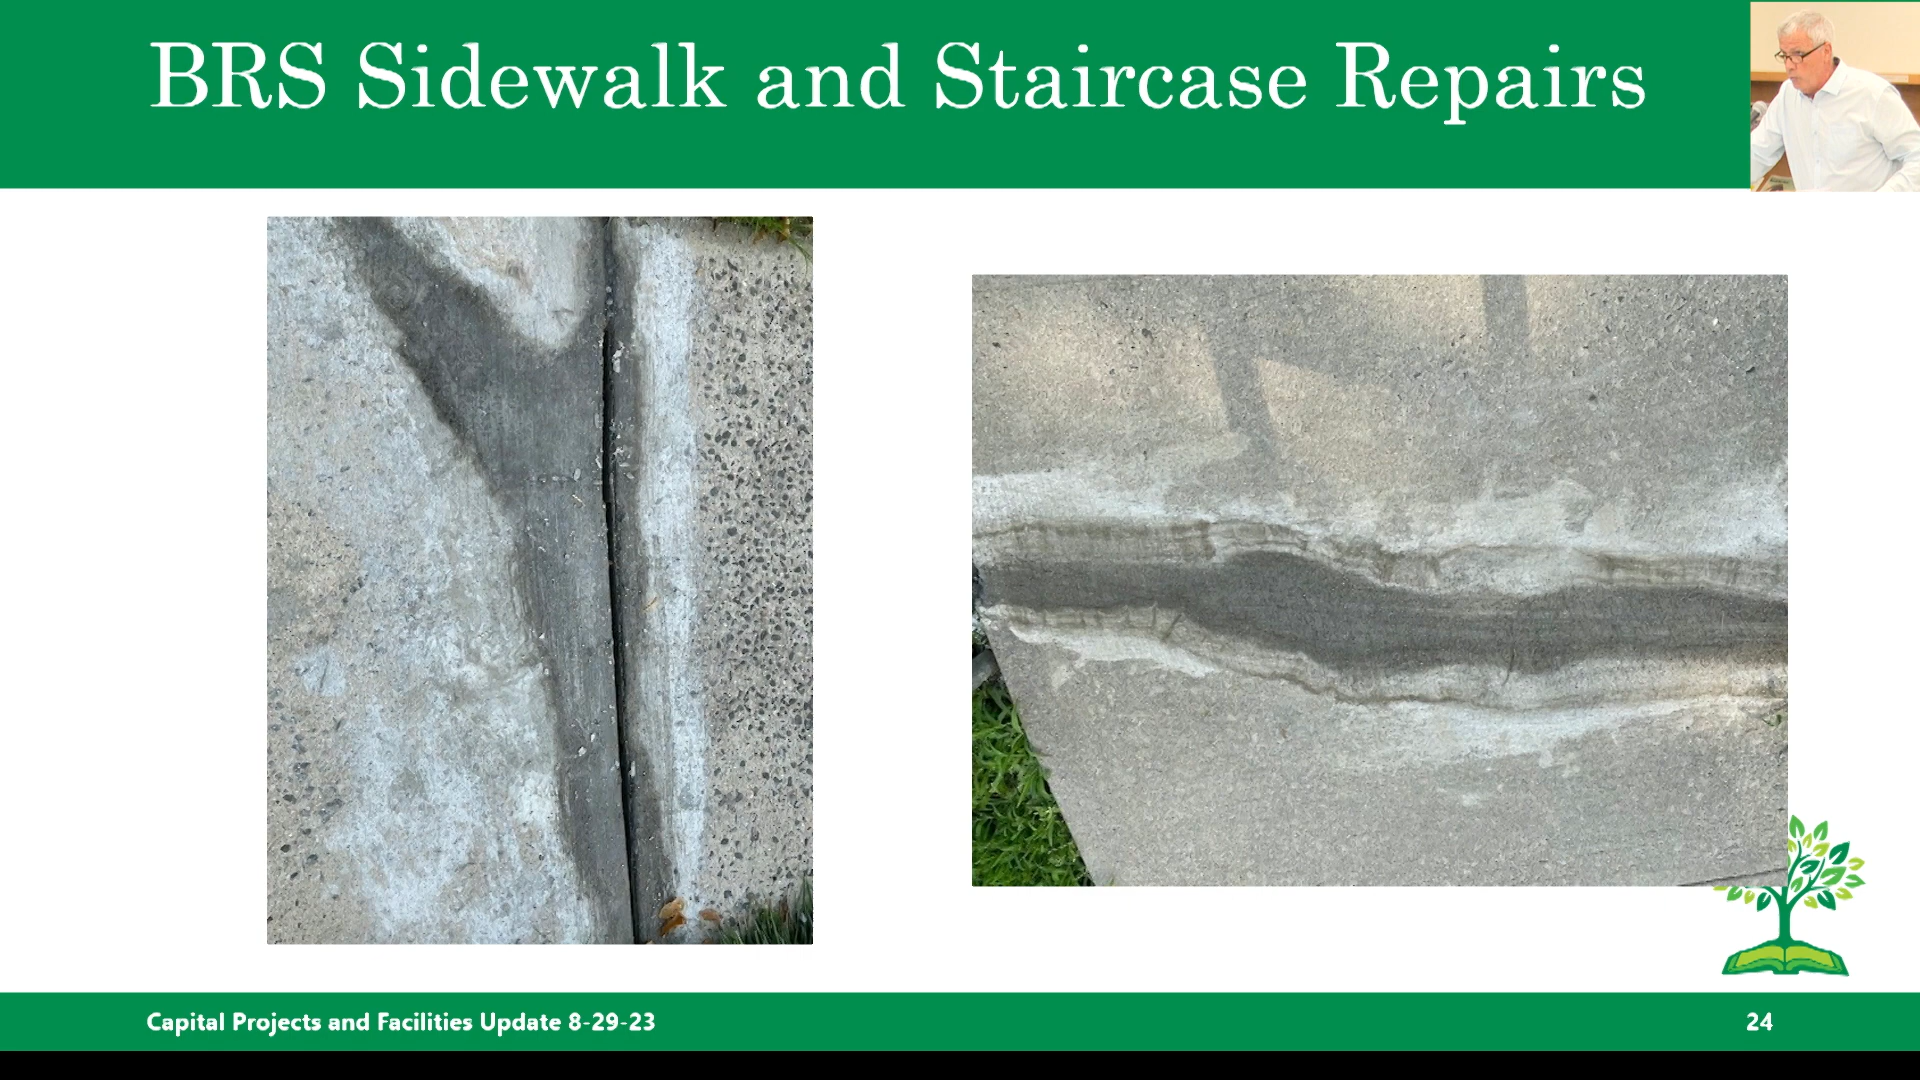 BRS Sidewalk and Staircase Repairs
Capital Projects and Facilities Update 8-29-23
24